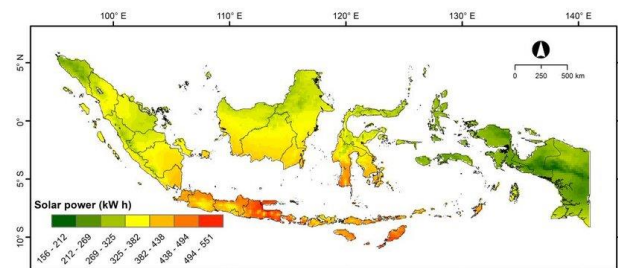 100° E 110° E 120° E 130° E 140° E
5° N
0°
5° S
10° S
0 250 500 km
Solar power (kW h)
156 - 212
212 - 269
269 - 325
325 - 382
382 - 438
438 - 494
494 - 551